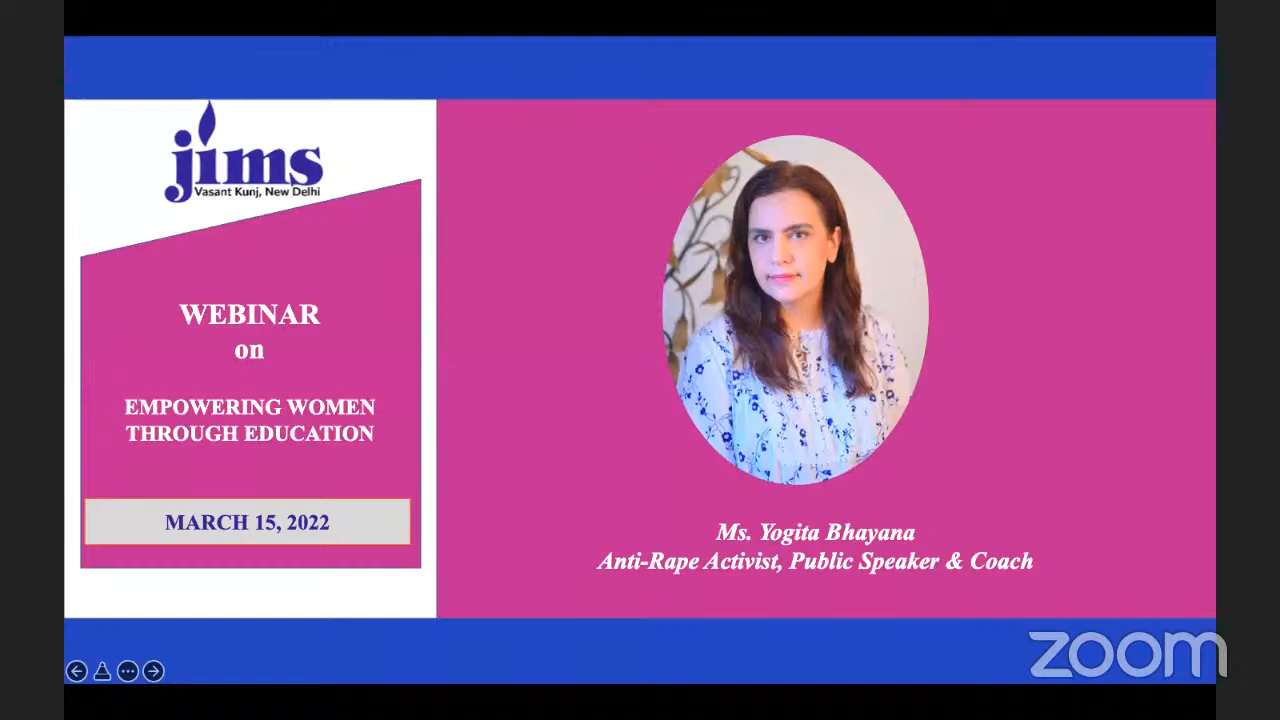 jims
Vasant Kunj, New Delhi
WEBINAR
on
EMPOWERING WOMEN
THROUGH EDUCATION
MARCH 15, 2022
Ms. Yogita Bhayana
Anti-Rape Activist, Public Speaker & Coach
zoom